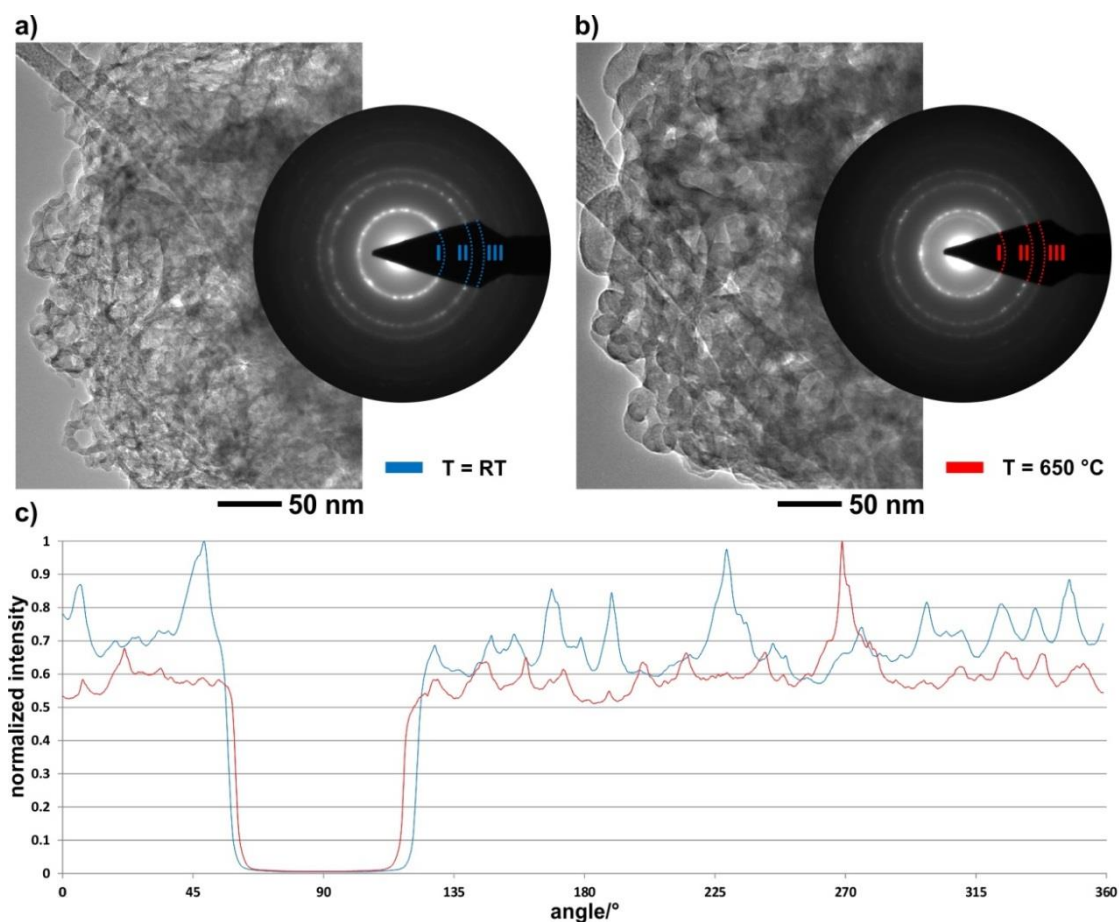 a)
b)
I II III
I II III
T = RT
T = 650 °C
50 nm
50 nm
c)
normalized intensity
1
0.9
0.8
0.7
0.6
0.5
0.4
0.3
0.2
0.1
0
0 45 90 135 180 225 270 315 360
angle/°